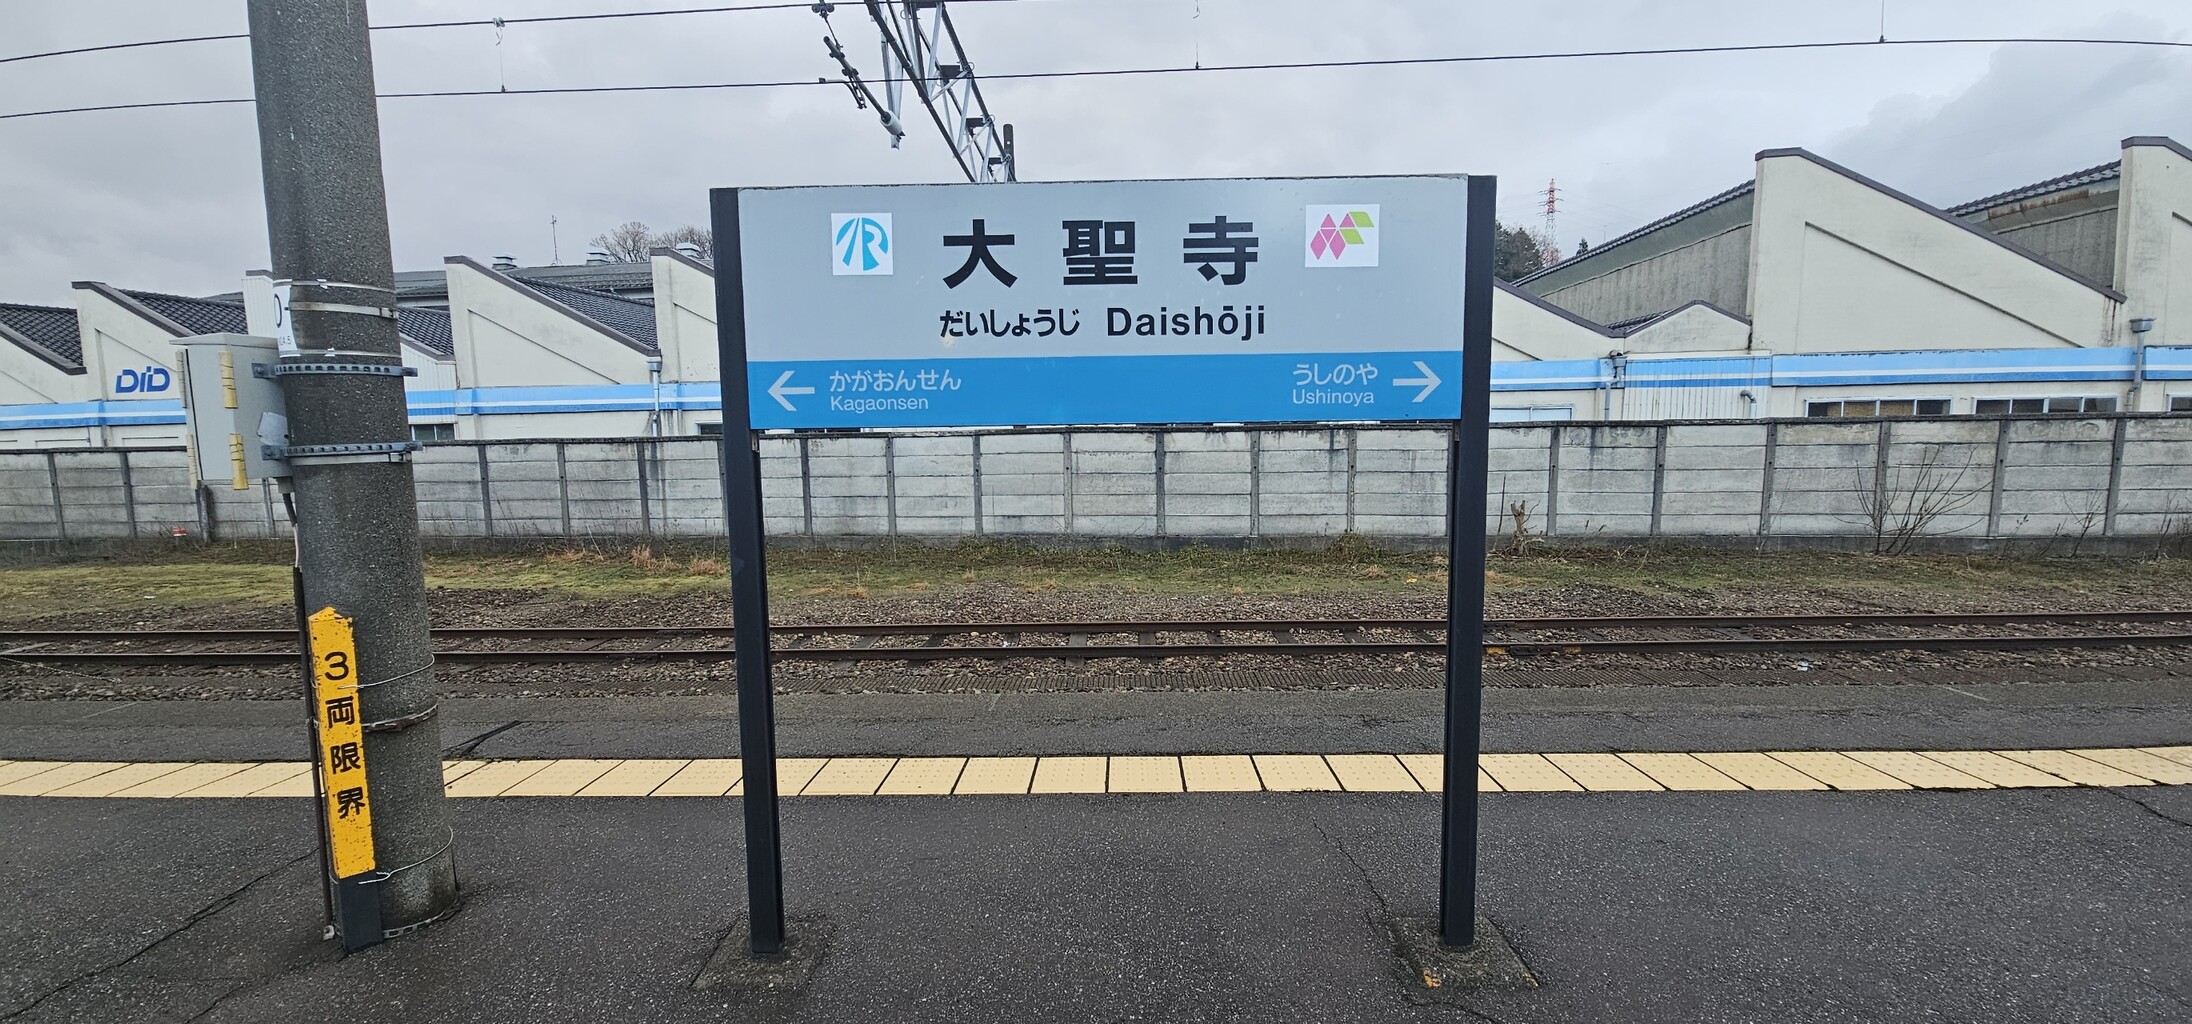 大聖寺
だいしょうじ Daishōji
← かがおんせん
Kagaonsen
うしのや →
Ushinoya
DID
3両限界